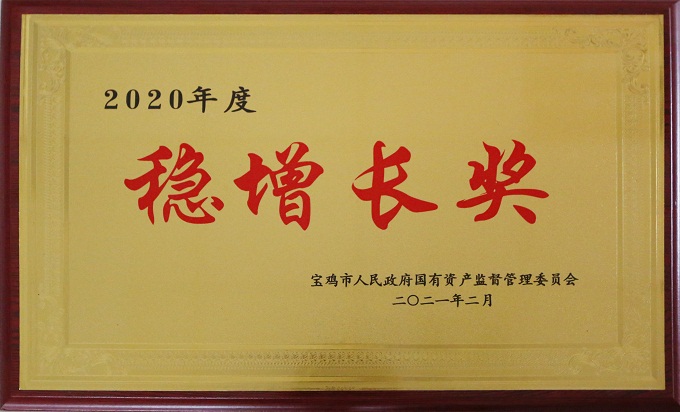 2020年度
稳增长奖
宝鸡市人民政府国有资产监督管理委员会
二〇二一年二月